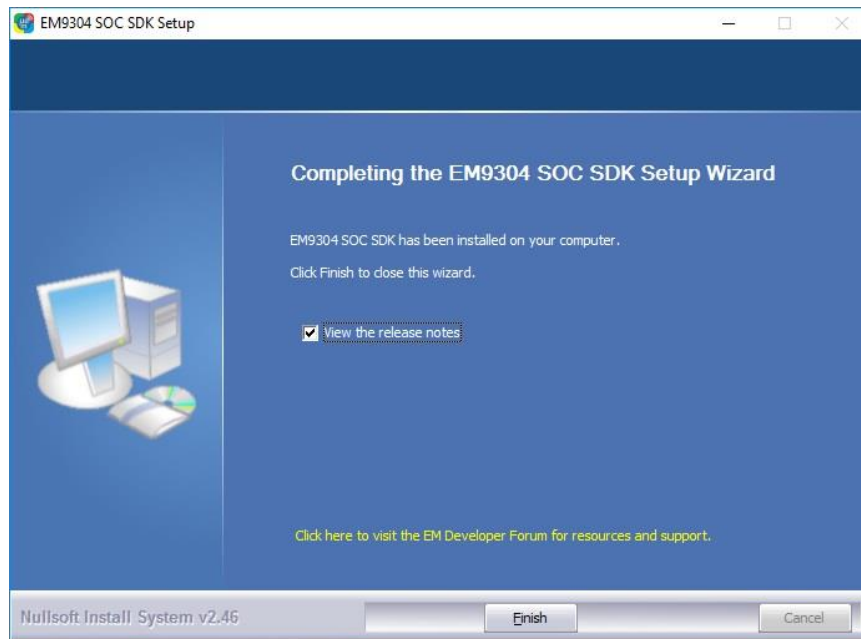 EM9304 SOC SDK Setup
Completing the EM9304 SOC SDK Setup Wizard
EM9304 SOC SDK has been installed on your computer.
Click Finish to close this wizard.
View the release notes
Click here to visit the EM Developer Forum for resources and support.
Nullsoft Install System v2.46
Finish
Cancel